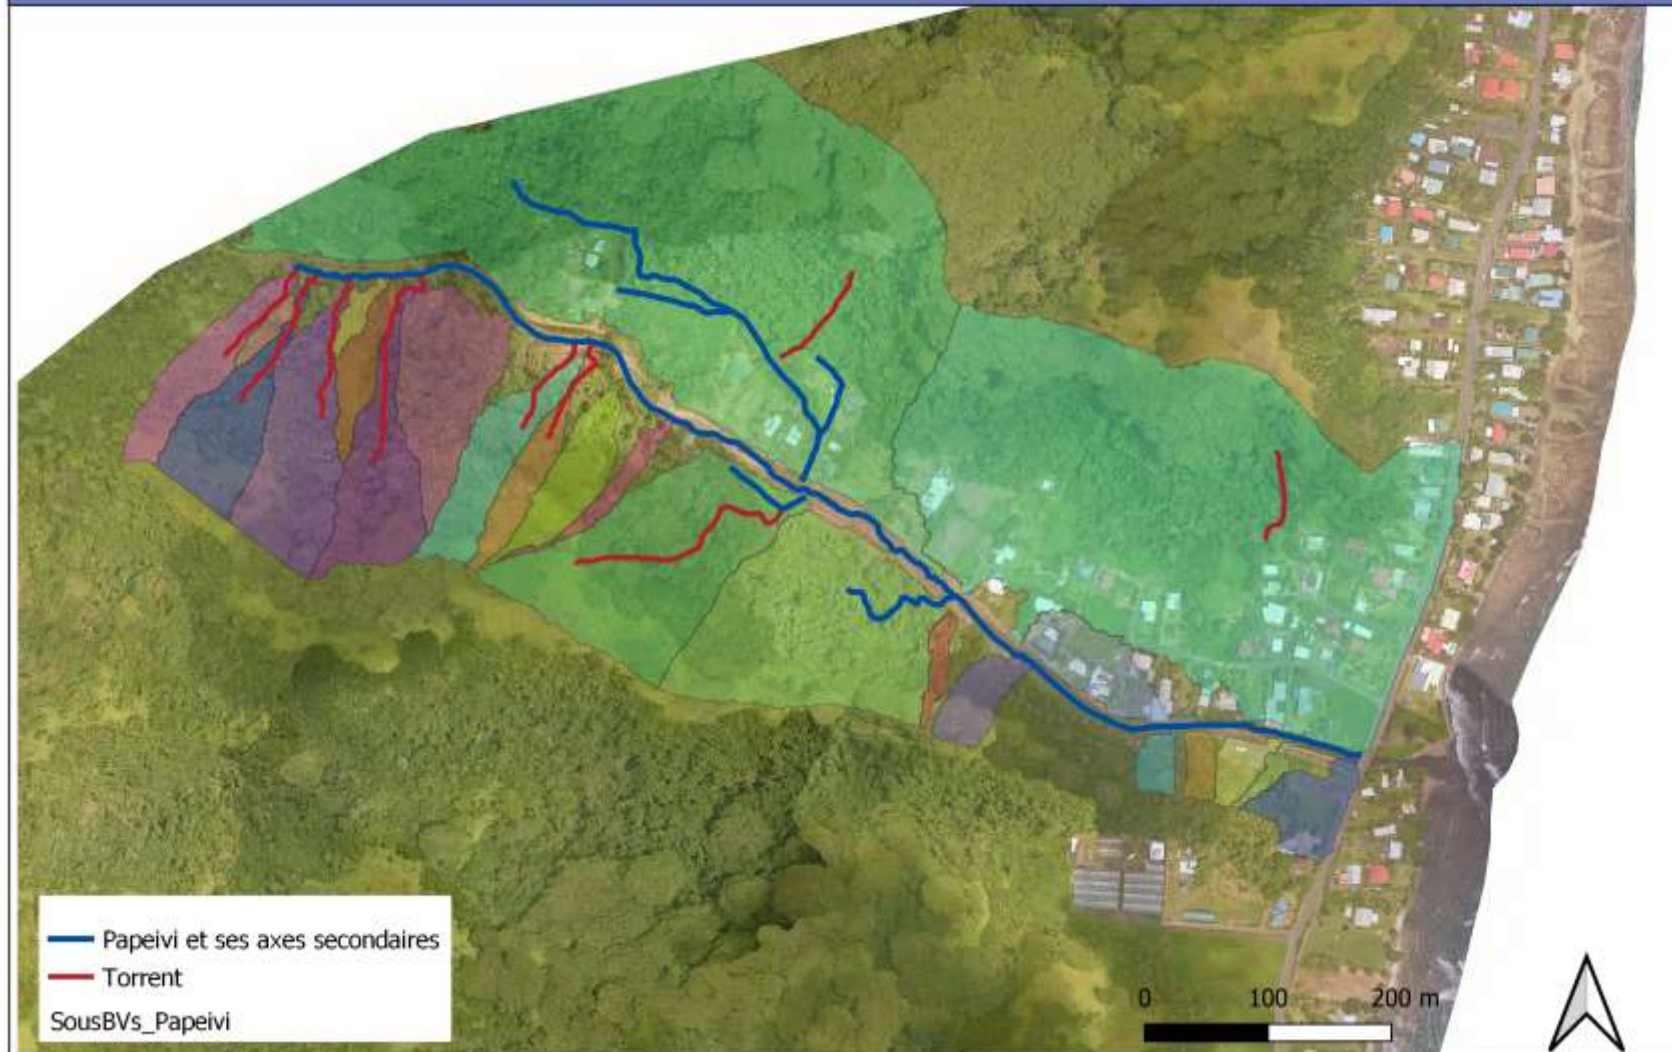 Papeivi et ses axes secondaires
Torrent
SousBVs_Papeivi
0 100 200 m